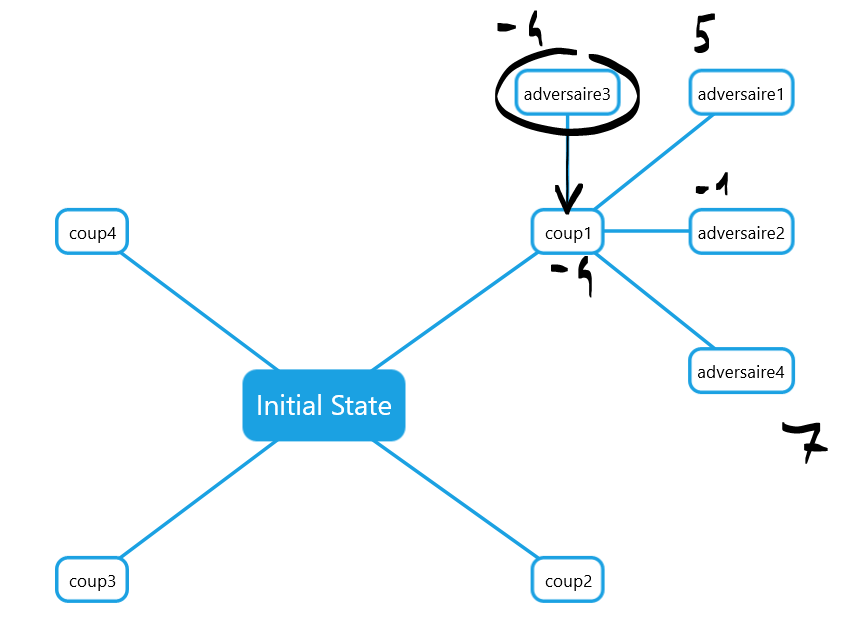 -4
5
adversaire3
adversaire1
-1
coup4
coup1
adversaire2
-4
adversaire4
Initial State
7
coup3
coup2